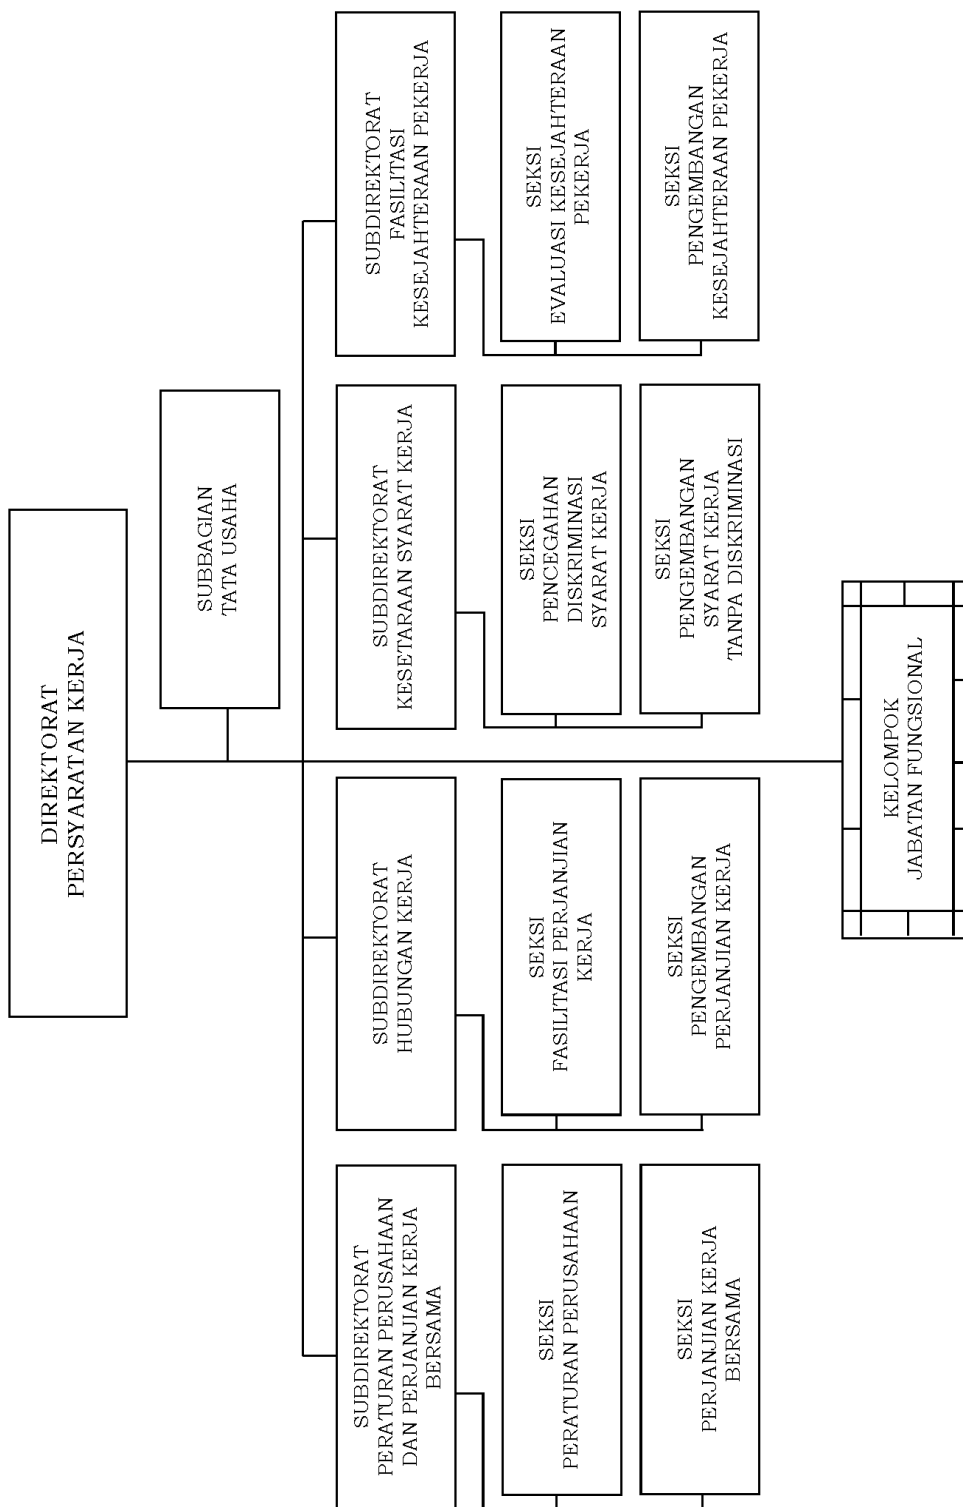 DIREKTORAT
PERSYARATAN KERJA
SUBBAGIAN
TATA USAHA
SUBDIREKTORAT
PERATURAN PERUSAHAAN
DAN PERJANJIAN KERJA
BERSAMA
SUBDIREKTORAT
HUBUNGAN KERJA
SUBDIREKTORAT
KESETARAAN SYARAT KERJA
SUBDIREKTORAT
FASILITASI
KESEJAHTERAAN PEKERJA
SEKSI
PERATURAN PERUSAHAAN
SEKSI
FASILITASI PERJANJIAN
KERJA
SEKSI
PENCEGAHAN
DISKRIMINASI
SYARAT KERJA
SEKSI
EVALUASI KESEJAHTERAAN
PEKERJA
SEKSI
PERJANJIAN KERJA
BERSAMA
SEKSI
PENGEMBANGAN
PERJANJIAN KERJA
SEKSI
PENGEMBANGAN
SYARAT KERJA
TANPA DISKRIMINASI
SEKSI
PENGEMBANGAN
KESEJAHTERAAN PEKERJA
KELOMPOK
JABATAN FUNGSIONAL